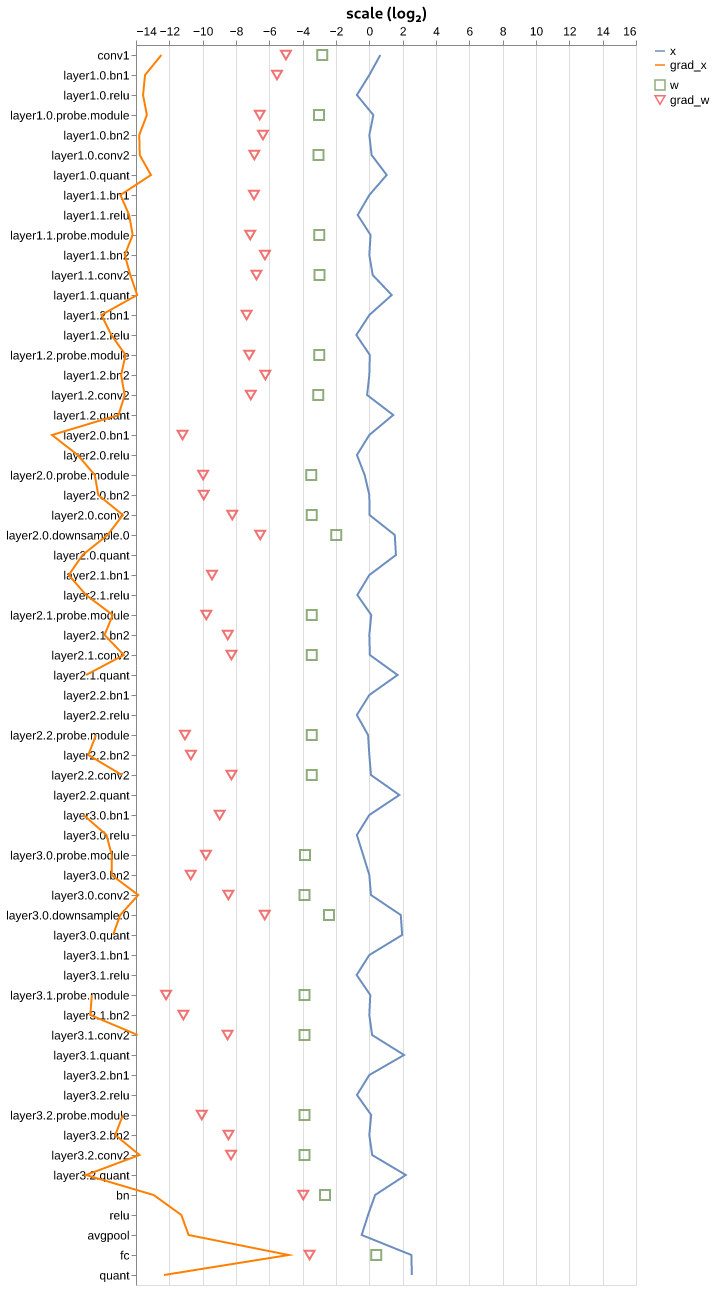 scale (log₂)
−14 −12 −10 −8 −6 −4 −2 0 2 4 6 8 10 12 14 16
x
grad_x
w
grad_w
conv1
layer1.0.bn1
layer1.0.relu
layer1.0.probe.module
layer1.0.bn2
layer1.0.conv2
layer1.0.quant
layer1.1.bn1
layer1.1.relu
layer1.1.probe.module
layer1.1.bn2
layer1.1.conv2
layer1.1.quant
layer1.2.bn1
layer1.2.relu
layer1.2.probe.module
layer1.2.bn2
layer1.2.conv2
layer1.2.quant
layer2.0.bn1
layer2.0.relu
layer2.0.probe.module
layer2.0.bn2
layer2.0.conv2
layer2.0.downsample.0
layer2.0.quant
layer2.1.bn1
layer2.1.relu
layer2.1.probe.module
layer2.1.bn2
layer2.1.conv2
layer2.1.quant
layer2.2.bn1
layer2.2.relu
layer2.2.probe.module
layer2.2.bn2
layer2.2.conv2
layer2.2.quant
layer3.0.bn1
layer3.0.relu
layer3.0.probe.module
layer3.0.bn2
layer3.0.conv2
layer3.0.downsample.0
layer3.0.quant
layer3.1.bn1
layer3.1.relu
layer3.1.probe.module
layer3.1.bn2
layer3.1.conv2
layer3.1.quant
layer3.2.bn1
layer3.2.relu
layer3.2.probe.module
layer3.2.bn2
layer3.2.conv2
layer3.2.quant
bn
relu
avgpool
fc
quant